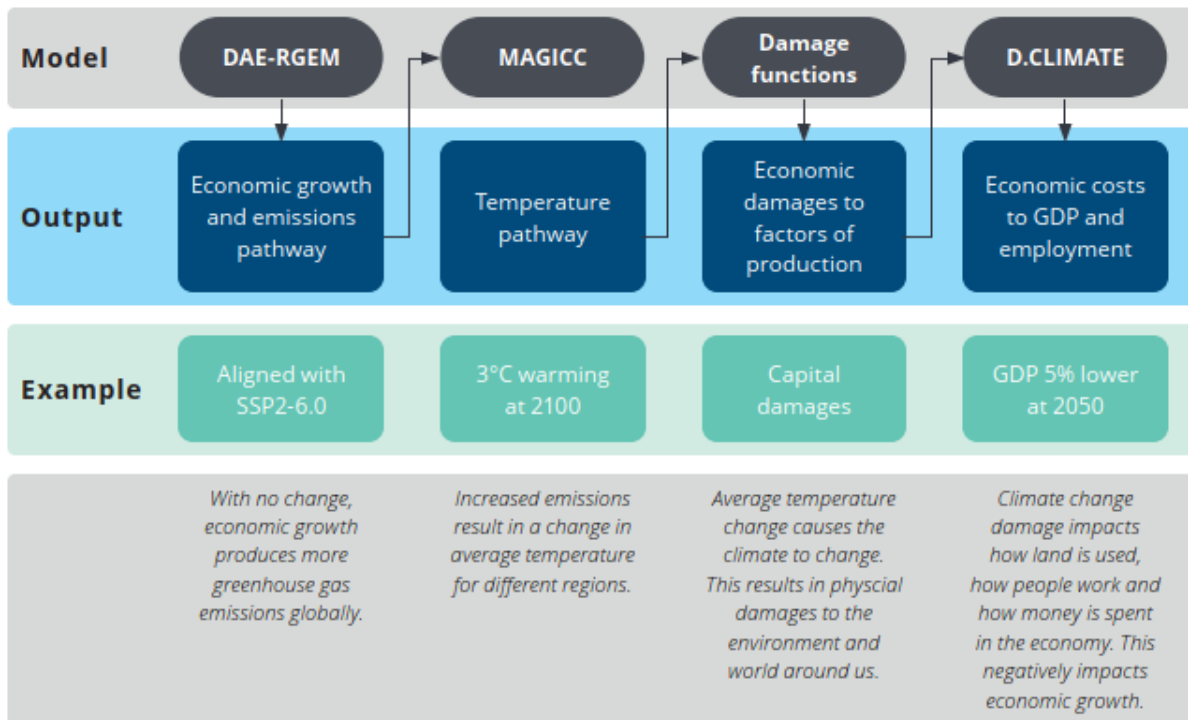 Model
DAE-RGEM
MAGICC
Damage
functions
D.CLIMATE
Output
Economic growth
and emissions
pathway
Temperature
pathway
Economic
damages to
factors of
production
Economic costs
to GDP and
employment
Example
Aligned with
SSP2-6.0
3°C warming
at 2100
Capital
damages
GDP 5% lower
at 2050
With no change,
economic growth
produces more
greenhouse gas
emissions globally.
Increased emissions
result in a change in
average temperature
for different regions.
Average temperature
change causes the
climate to change.
This results in physcial
damages to the
environment and
world around us.
Climate change
damage impacts
how land is used,
how people work and
how money is spent
in the economy. This
negatively impacts
economic growth.